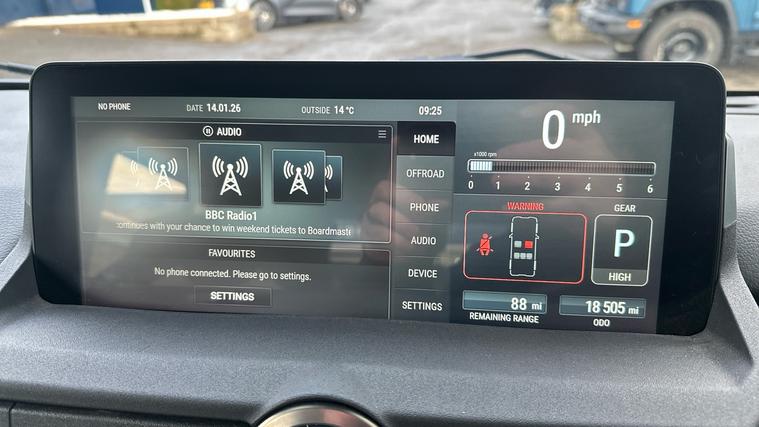 NO PHONE DATE 14.01.26 OUTSIDE 14°C 09:25
AUDIO
BBC Radio1
continues with your chance to win weekend tickets to Boardmaste
FAVOURITES
No phone connected. Please go to settings.
SETTINGS
HOME
OFFROAD
PHONE
AUDIO
DEVICE
SETTINGS
0 mph
x1000 rpm
0 1 2 3 4 5 6
WARNING
GEAR
P
HIGH
88 mi
REMAINING RANGE
18 505 mi
ODO